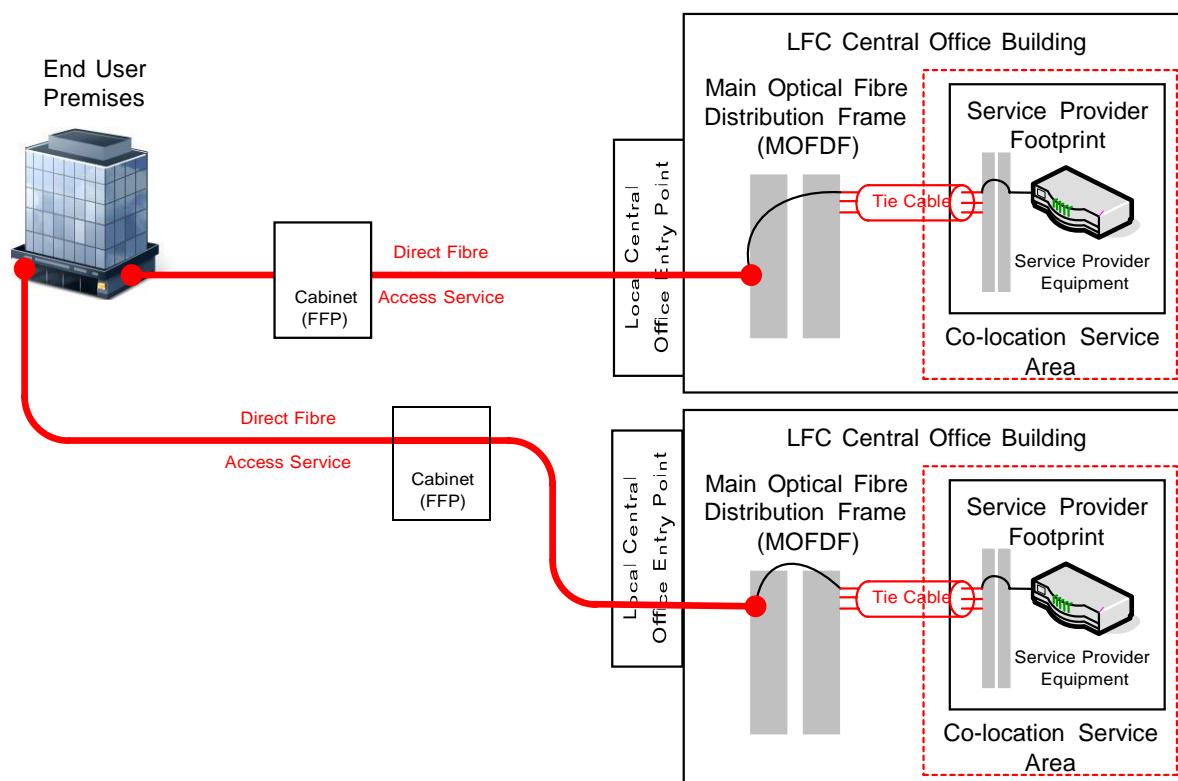 End User
Premises
Direct Fibre
Access Service
Cabinet
(FFP)
Local Central
Office Entry Point
LFC Central Office Building
Main Optical Fibre
Distribution Frame
(MOFDF)
Tie Cable
Service Provider
Footprint
Service Provider
Equipment
Co-location Service
Area
Direct Fibre
Access Service
Cabinet
(FFP)
Local Central
Office Entry Point
LFC Central Office Building
Main Optical Fibre
Distribution Frame
(MOFDF)
Tie Cable
Service Provider
Footprint
Service Provider
Equipment
Co-location Service
Area